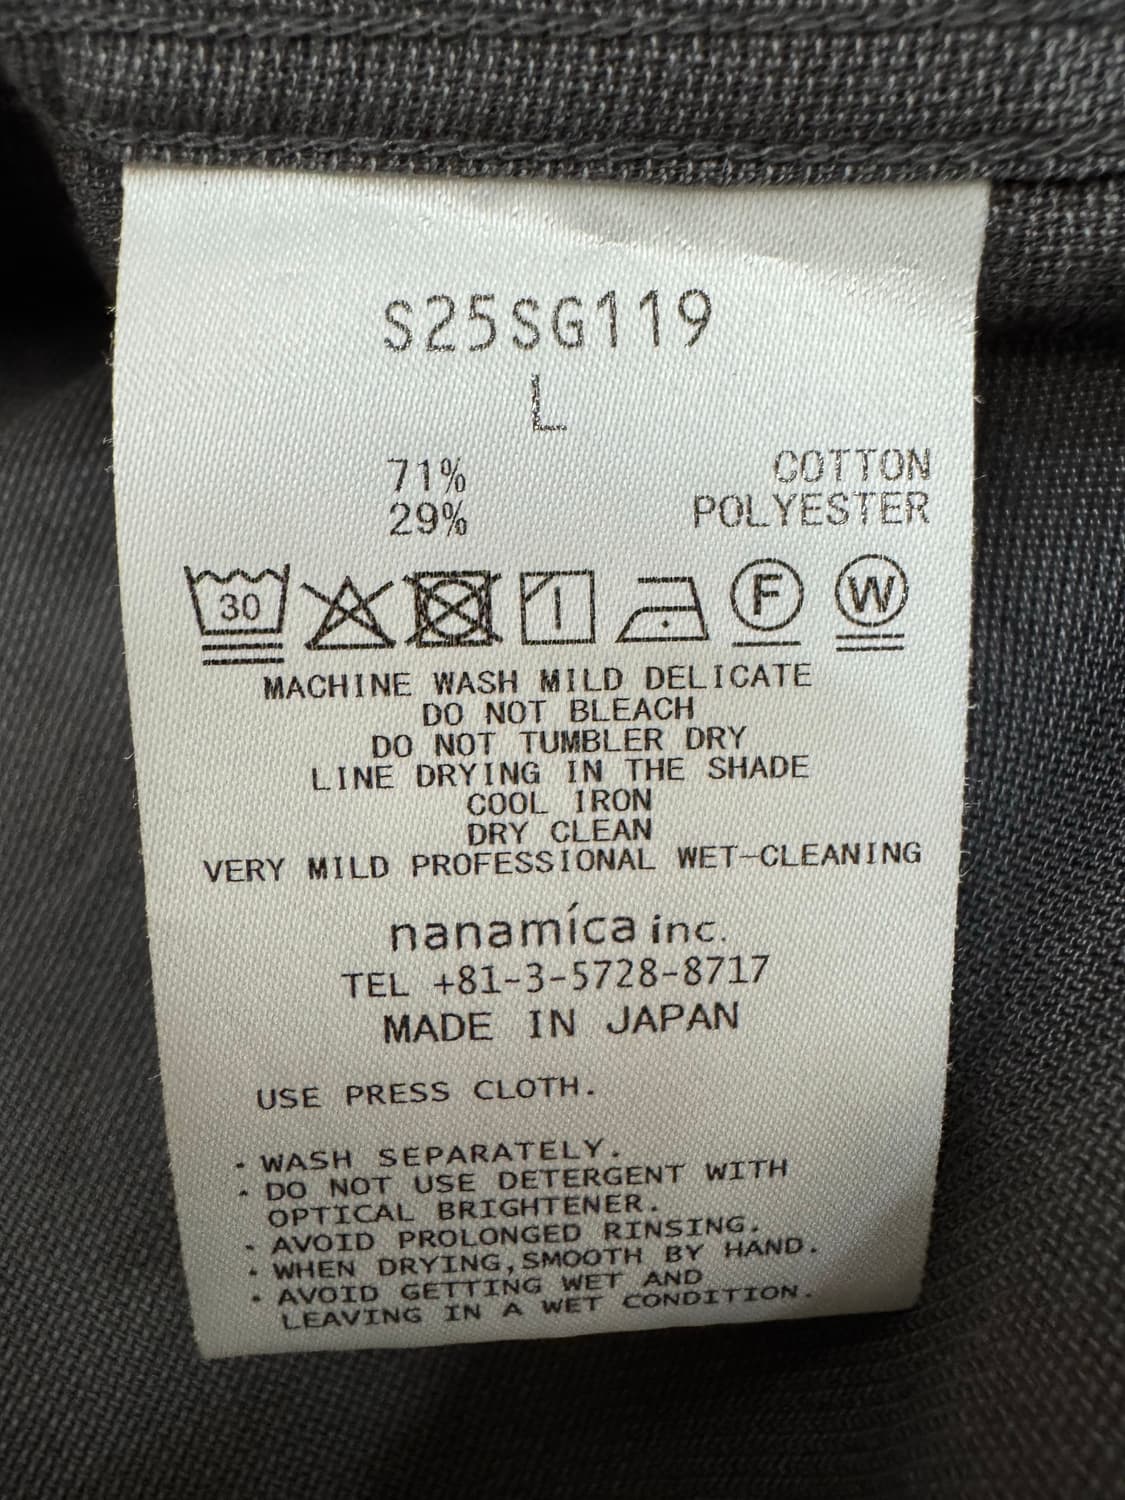 S25SG119
L
71% COTTON
29% POLYESTER
30 F W
MACHINE WASH MILD DELICATE
DO NOT BLEACH
DO NOT TUMBLER DRY
LINE DRYING IN THE SHADE
COOL IRON
DRY CLEAN
VERY MILD PROFESSIONAL WET-CLEANING
nanamíca inc.
TEL +81-3-5728-8717
MADE IN JAPAN
USE PRESS CLOTH.
・WASH SEPARATELY.
・DO NOT USE DETERGENT WITH
OPTICAL BRIGHTENER.
・AVOID PROLONGED RINSING.
・WHEN DRYING,SMOOTH BY HAND.
・AVOID GETTING WET AND
LEAVING IN A WET CONDITION.